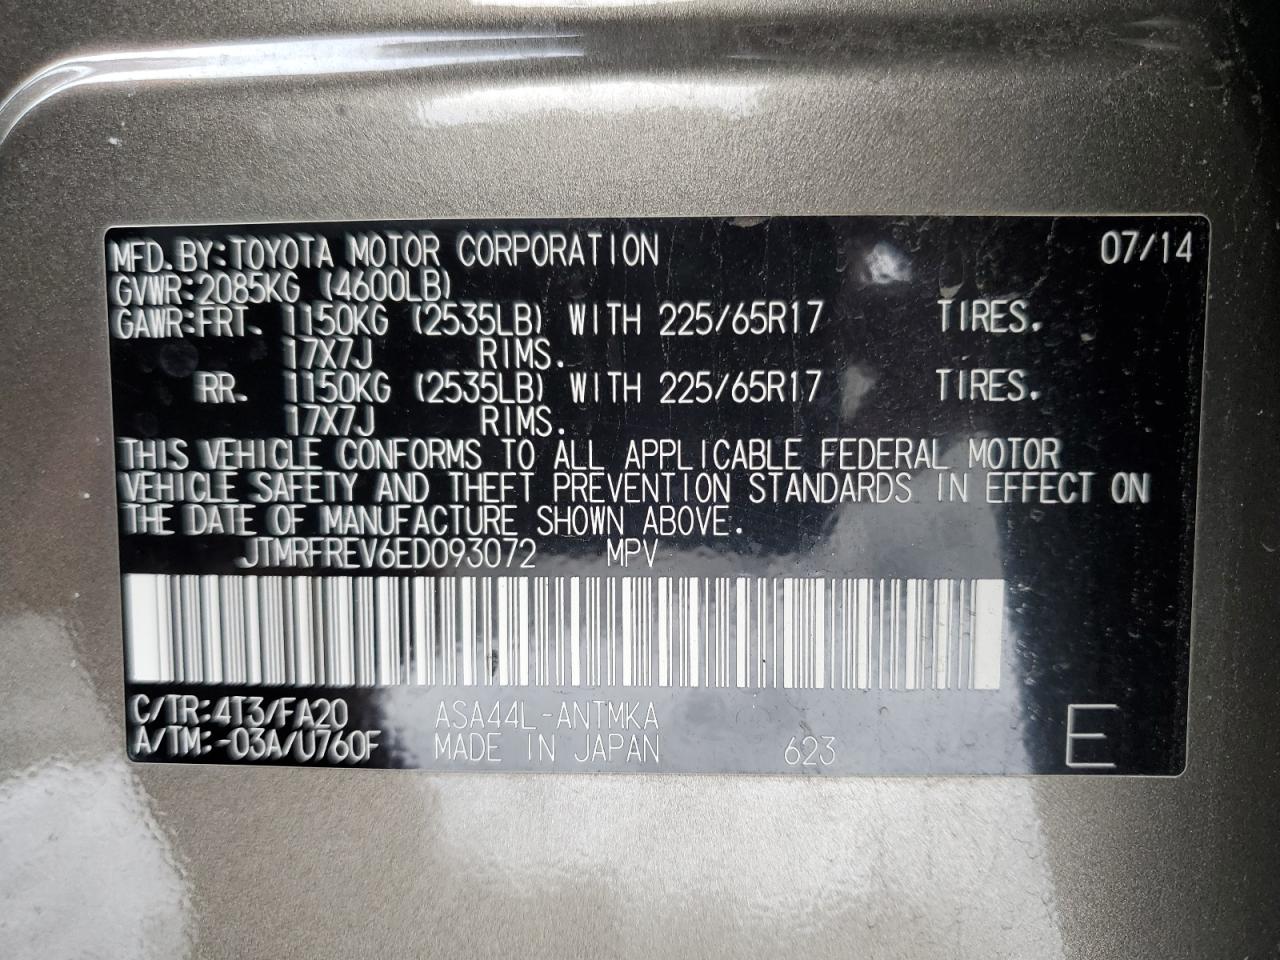 MFD. BY: TOYOTA MOTOR CORPORATION 07/14
GVWR: 2085KG (4600LB)
GAWR: FRT. 1150KG (2535LB) WITH 225/65R17 TIRES.
17X7J RIMS.
RR. 1150KG (2535LB) WITH 225/65R17 TIRES.
17X7J RIMS.
THIS VEHICLE CONFORMS TO ALL APPLICABLE FEDERAL MOTOR
VEHICLE SAFETY AND THEFT PREVENTION STANDARDS IN EFFECT ON
THE DATE OF MANUFACTURE SHOWN ABOVE.
JTMRFREV6ED093072 MPV
C/TR: 4T3/FA20 ASA44L-ANTMKA
A/TM: -03A/U760F MADE IN JAPAN 623 E